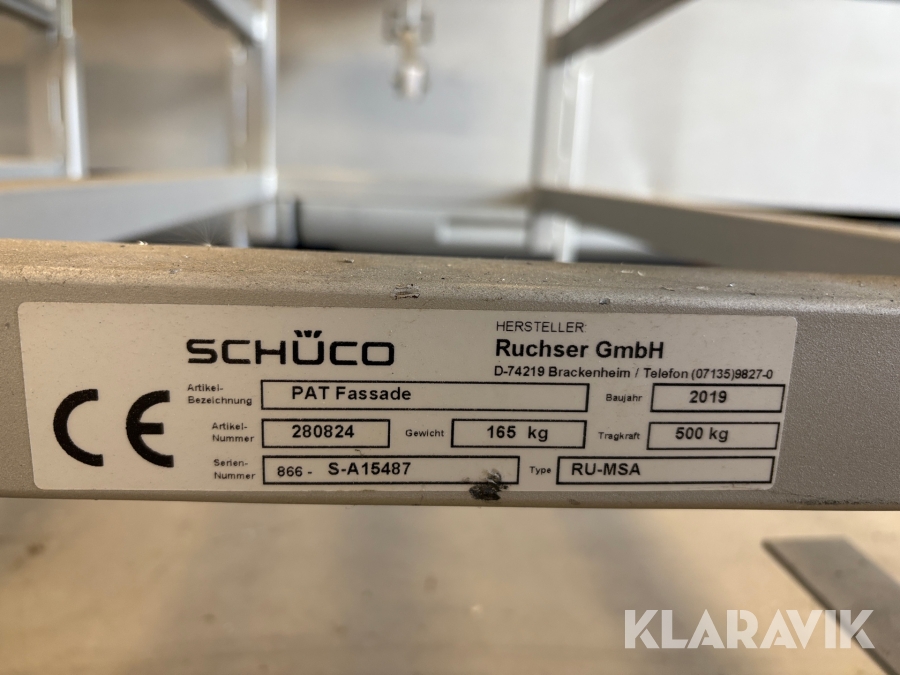 SCHÜCO
HERSTELLER
Ruchser GmbH
D-74219 Brackenheim / Telefon (07135)9827-0
CE
Artikel-
Bezeichnung
PAT Fassade
Baujahr
2019
Artikel-
Nummer
280824
Gewicht
165 kg
Tragkraft
500 kg
Serien-
Nummer
866 - S-A15487
Type
RU-MSA
KLARAVIK